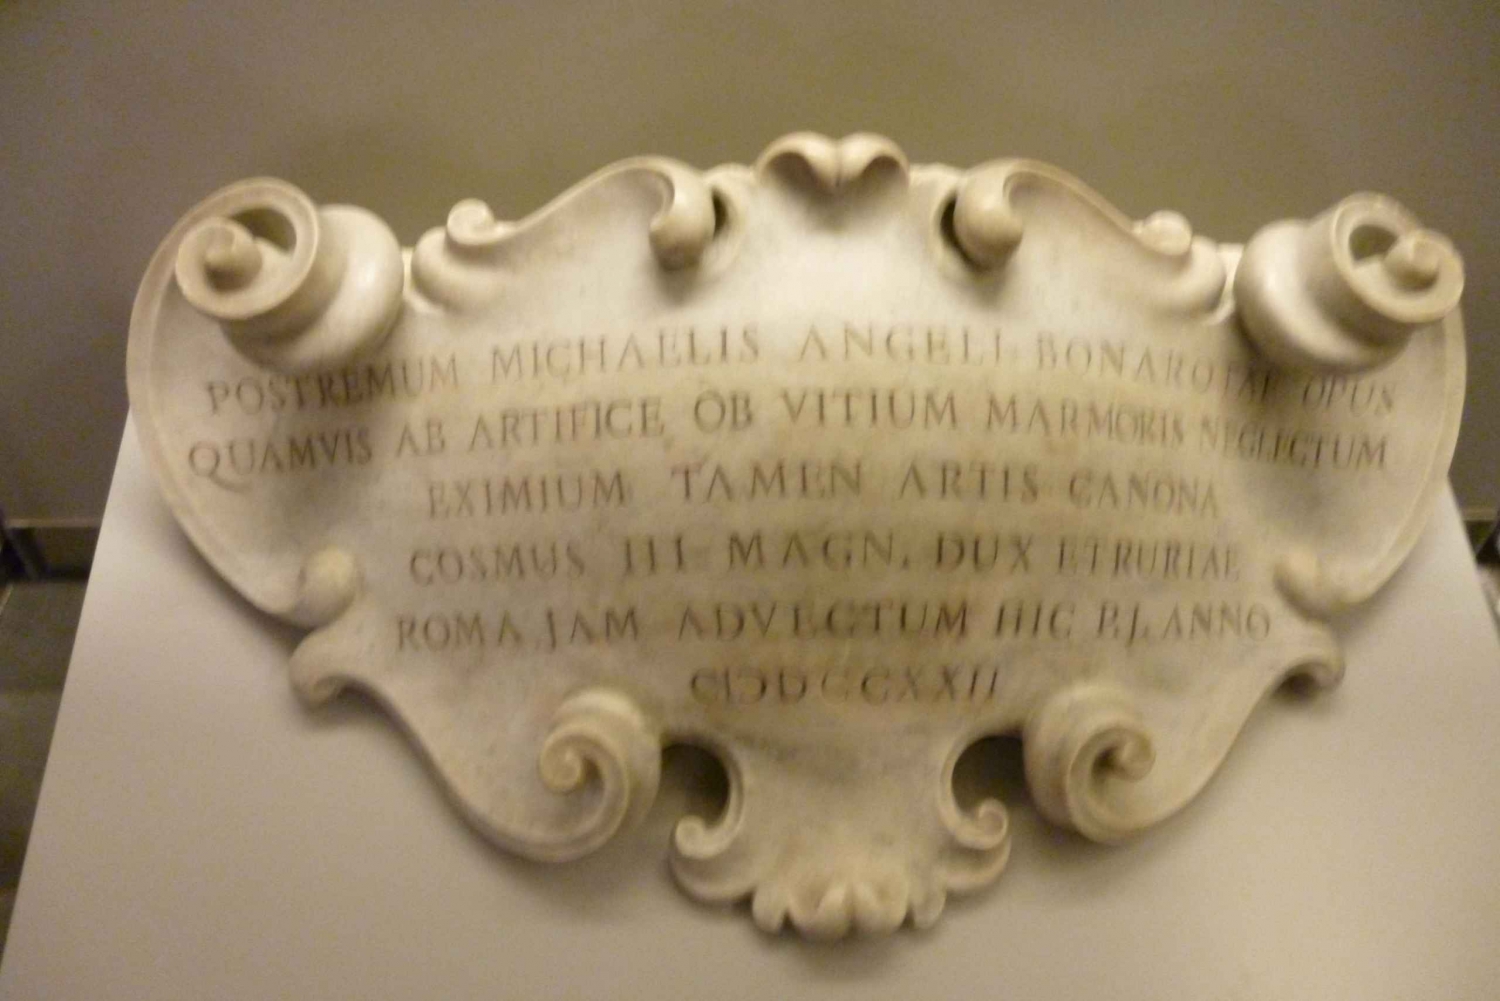 POSTREMUM MICHAELIS ANGELI BONAROTAE OPUS
QUAMVIS AB ARTIFICE OB VITIUM MARMORIS NEGLECTUM
EXIMIUM TAMEN ARTIS CANONA
COSMUS III MAGN. DUX ETRURIAE
ROMA JAM ADVECTUM HIC P.J. ANNO
CIƆDCCXXII